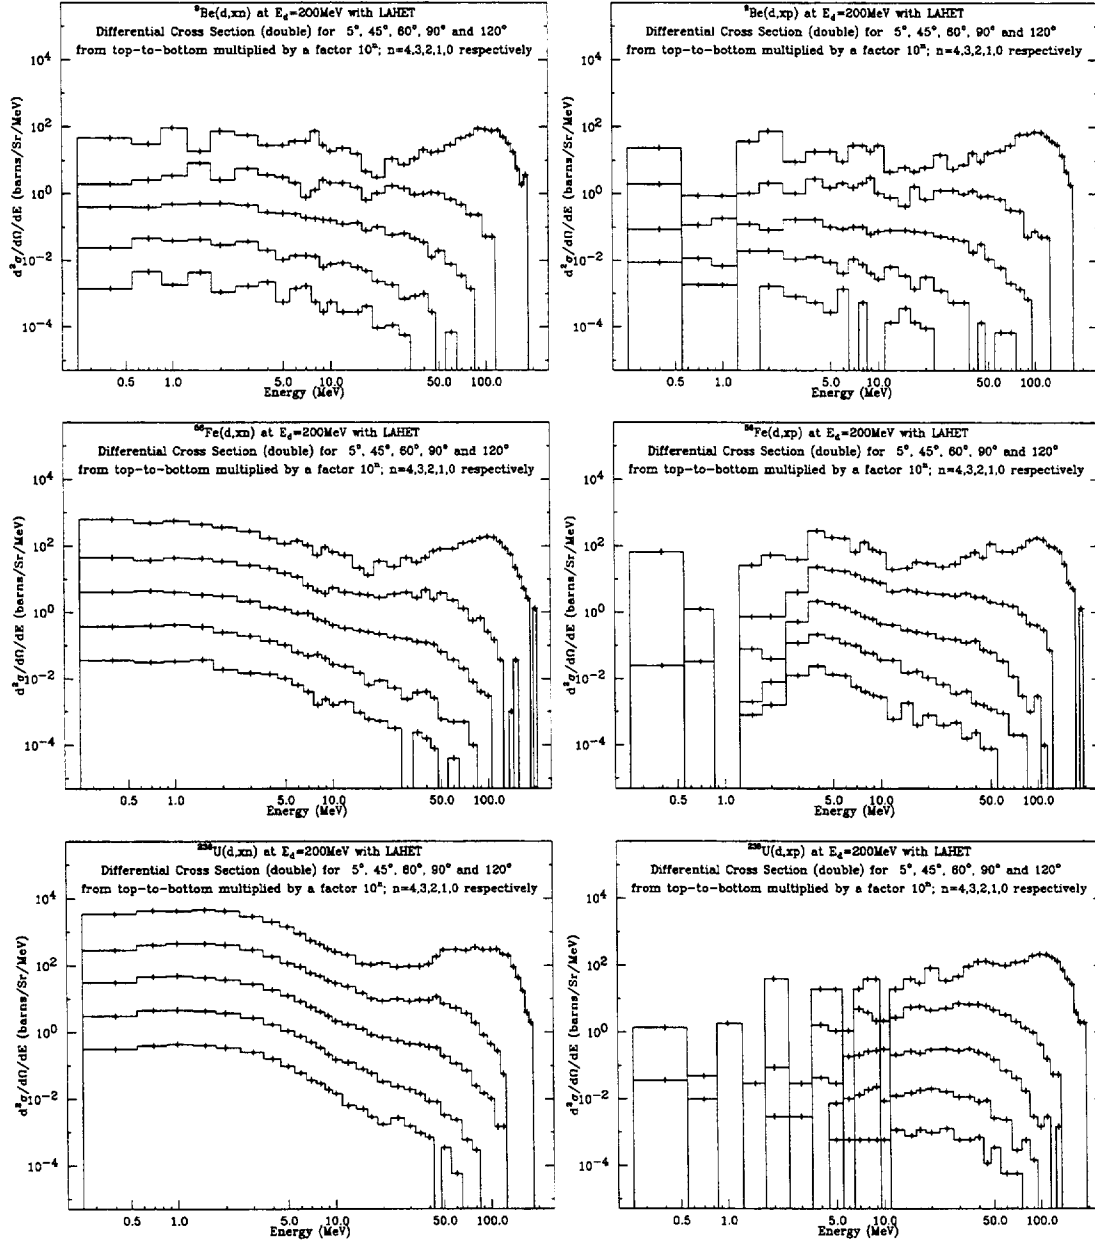 ⁹Be(d,xn) at E_d=200MeV with LAHET
Differential Cross Section (double) for 5°, 45°, 60°, 90° and 120°
from top-to-bottom multiplied by a factor 10ⁿ; n=4,3,2,1,0 respectively
d²σ/dΩ/dE (barns/Sr/MeV)
10⁴
10²
10⁰
10⁻²
10⁻⁴
0.5 1.0 5.0 10.0 50.0 100.0
Energy (MeV)
⁹Be(d,xp) at E_d=200MeV with LAHET
Differential Cross Section (double) for 5°, 45°, 60°, 90° and 120°
from top-to-bottom multiplied by a factor 10ⁿ; n=4,3,2,1,0 respectively
d²σ/dΩ/dE (barns/Sr/MeV)
10⁴
10²
10⁰
10⁻²
10⁻⁴
0.5 1.0 5.0 10.0 50.0 100.0
Energy (MeV)
⁵⁶Fe(d,xn) at E_d=200MeV with LAHET
Differential Cross Section (double) for 5°, 45°, 60°, 90° and 120°
from top-to-bottom multiplied by a factor 10ⁿ; n=4,3,2,1,0 respectively
d²σ/dΩ/dE (barns/Sr/MeV)
10⁴
10²
10⁰
10⁻²
10⁻⁴
0.5 1.0 5.0 10.0 50.0 100.0
Energy (MeV)
⁵⁶Fe(d,xp) at E_d=200MeV with LAHET
Differential Cross Section (double) for 5°, 45°, 60°, 90° and 120°
from top-to-bottom multiplied by a factor 10ⁿ; n=4,3,2,1,0 respectively
d²σ/dΩ/dE (barns/Sr/MeV)
10⁴
10²
10⁰
10⁻²
10⁻⁴
0.5 1.0 5.0 10.0 50.0 100.0
Energy (MeV)
²³⁸U(d,xn) at E_d=200MeV with LAHET
Differential Cross Section (double) for 5°, 45°, 60°, 90° and 120°
from top-to-bottom multiplied by a factor 10ⁿ; n=4,3,2,1,0 respectively
d²σ/dΩ/dE (barns/Sr/MeV)
10⁴
10²
10⁰
10⁻²
10⁻⁴
0.5 1.0 5.0 10.0 50.0 100.0
Energy (MeV)
²³⁸U(d,xp) at E_d=200MeV with LAHET
Differential Cross Section (double) for 5°, 45°, 60°, 90° and 120°
from top-to-bottom multiplied by a factor 10ⁿ; n=4,3,2,1,0 respectively
d²σ/dΩ/dE (barns/Sr/MeV)
10⁴
10²
10⁰
10⁻²
10⁻⁴
0.5 1.0 5.0 10.0 50.0 100.0
Energy (MeV)